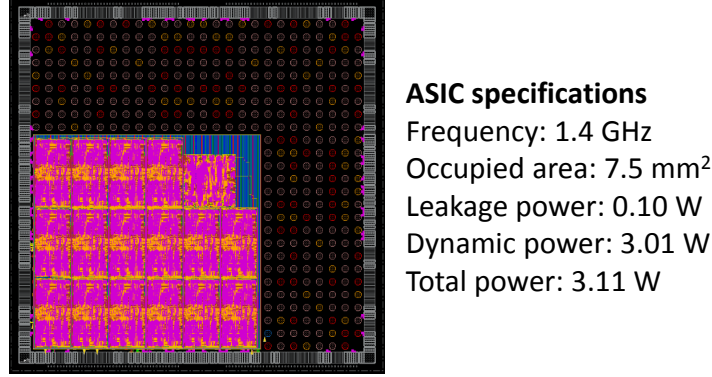 ASIC specifications
Frequency: 1.4 GHz
Occupied area: 7.5 mm²
Leakage power: 0.10 W
Dynamic power: 3.01 W
Total power: 3.11 W